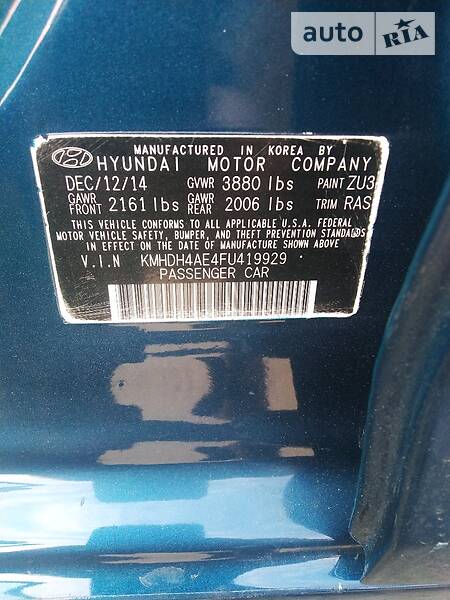 auto RIA
MANUFACTURED IN KOREA BY
HYUNDAI MOTOR COMPANY
DEC/12/14 GVWR 3880 lbs PAINT ZU3
GAWR FRONT 2161 lbs GAWR REAR 2006 lbs TRIM RAS
THIS VEHICLE CONFORMS TO ALL APPLICABLE U.S.A. FEDERAL
MOTOR VEHICLE SAFETY, BUMPER, AND THEFT PREVENTION STANDARDS
IN EFFECT ON THE DATE OF MANUFACTURE SHOWN ABOVE.
V.I.N KMHDH4AE4FU419929
PASSENGER CAR